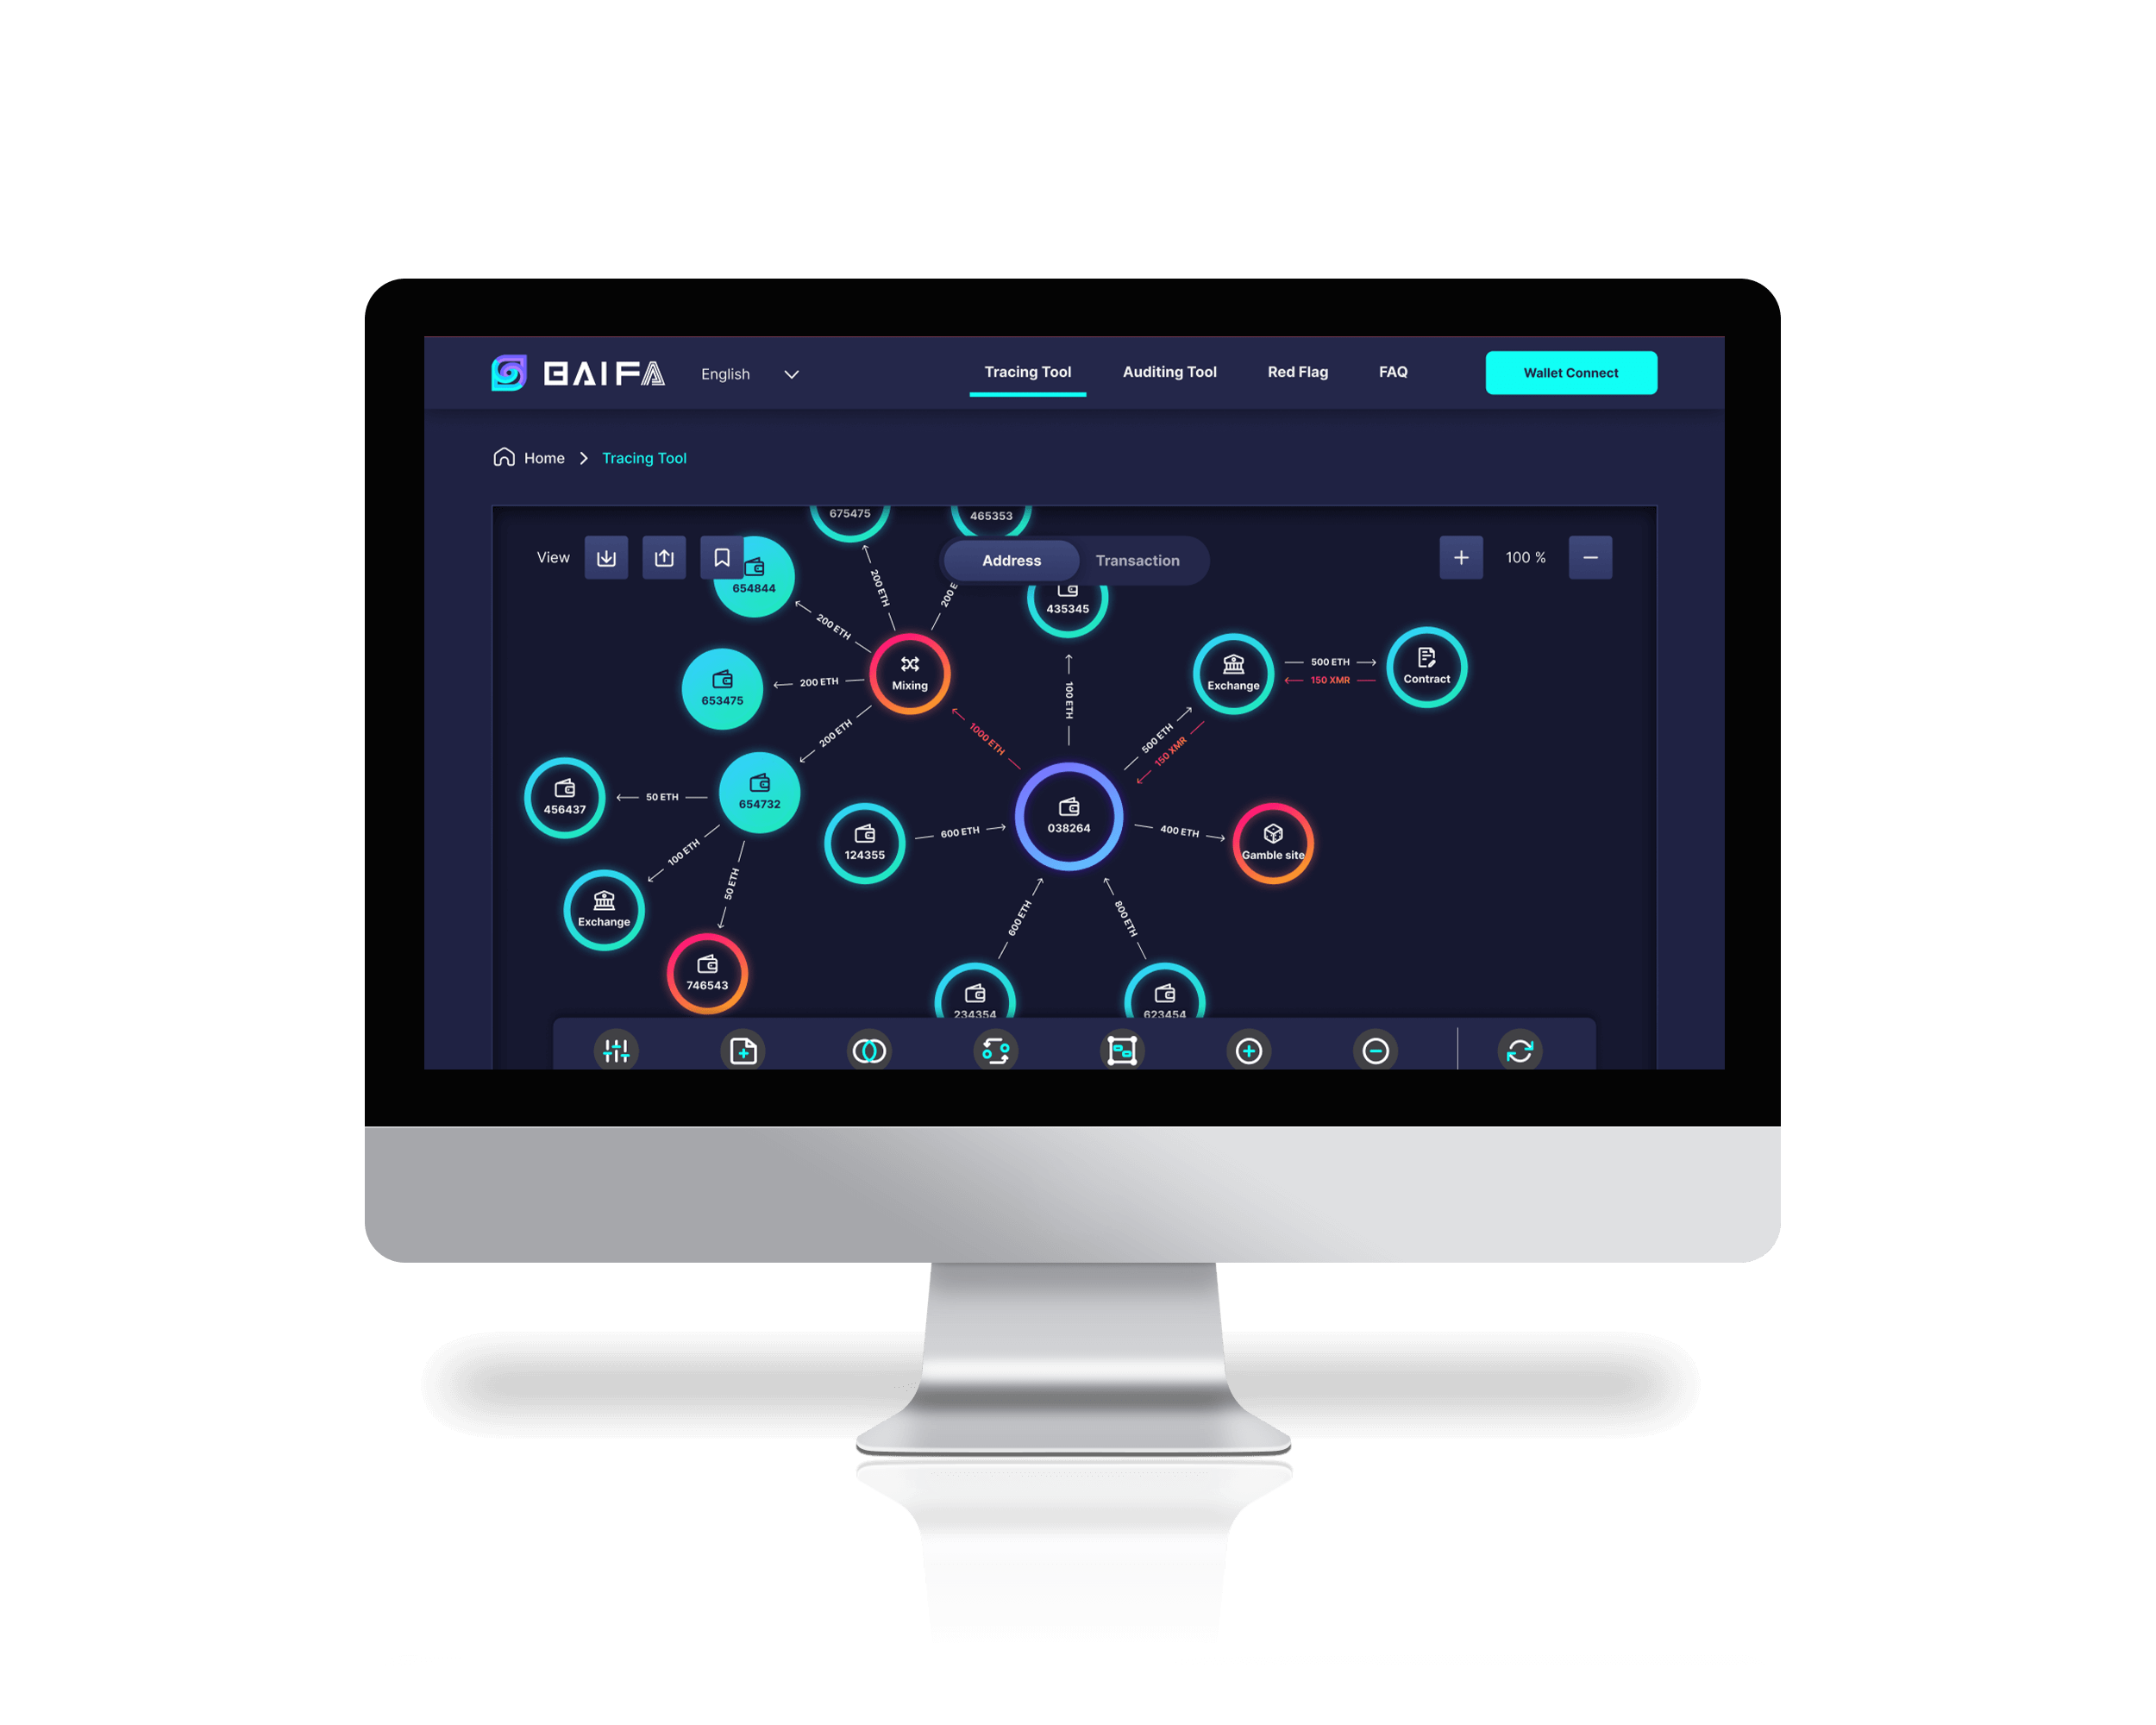 BAIFA
English
Tracing Tool
Auditing Tool
Red Flag
FAQ
Wallet Connect
Home
Tracing Tool
View
Address
Transaction
100 %
675475
465353
654844
200 ETH
200 E
435345
200 ETH
Mixing
653475
200 ETH
100 ETH
Exchange
500 ETH
150 XMR
Contract
200 ETH
1000 ETH
500 ETH
150 XMR
456437
50 ETH
654732
124355
600 ETH
038264
400 ETH
Gamble site
100 ETH
50 ETH
Exchange
600 ETH
800 ETH
746543
234354
623454